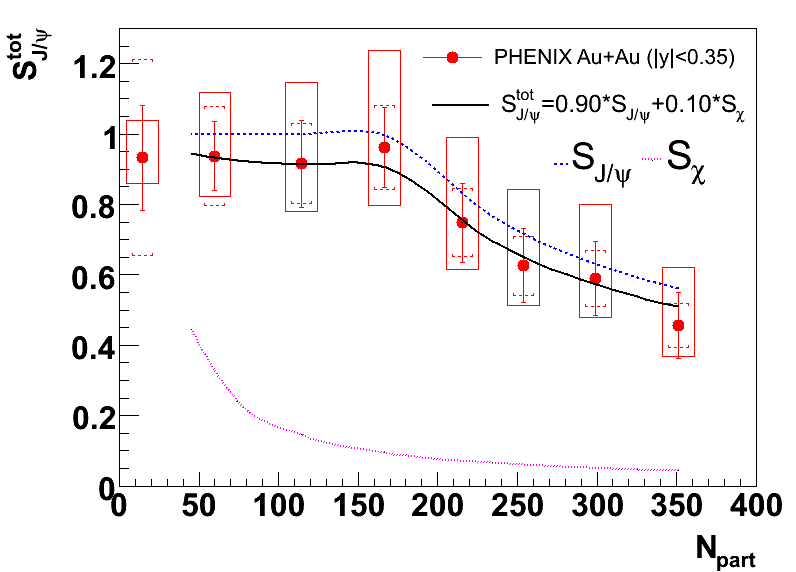 S^tot_J/ψ
PHENIX Au+Au (|y|<0.35)
S^tot_J/ψ=0.90*S_J/ψ+0.10*S_χ
S_J/ψ S_χ
1.2
1
0.8
0.6
0.4
0.2
0
0 50 100 150 200 250 300 350 400
N_part